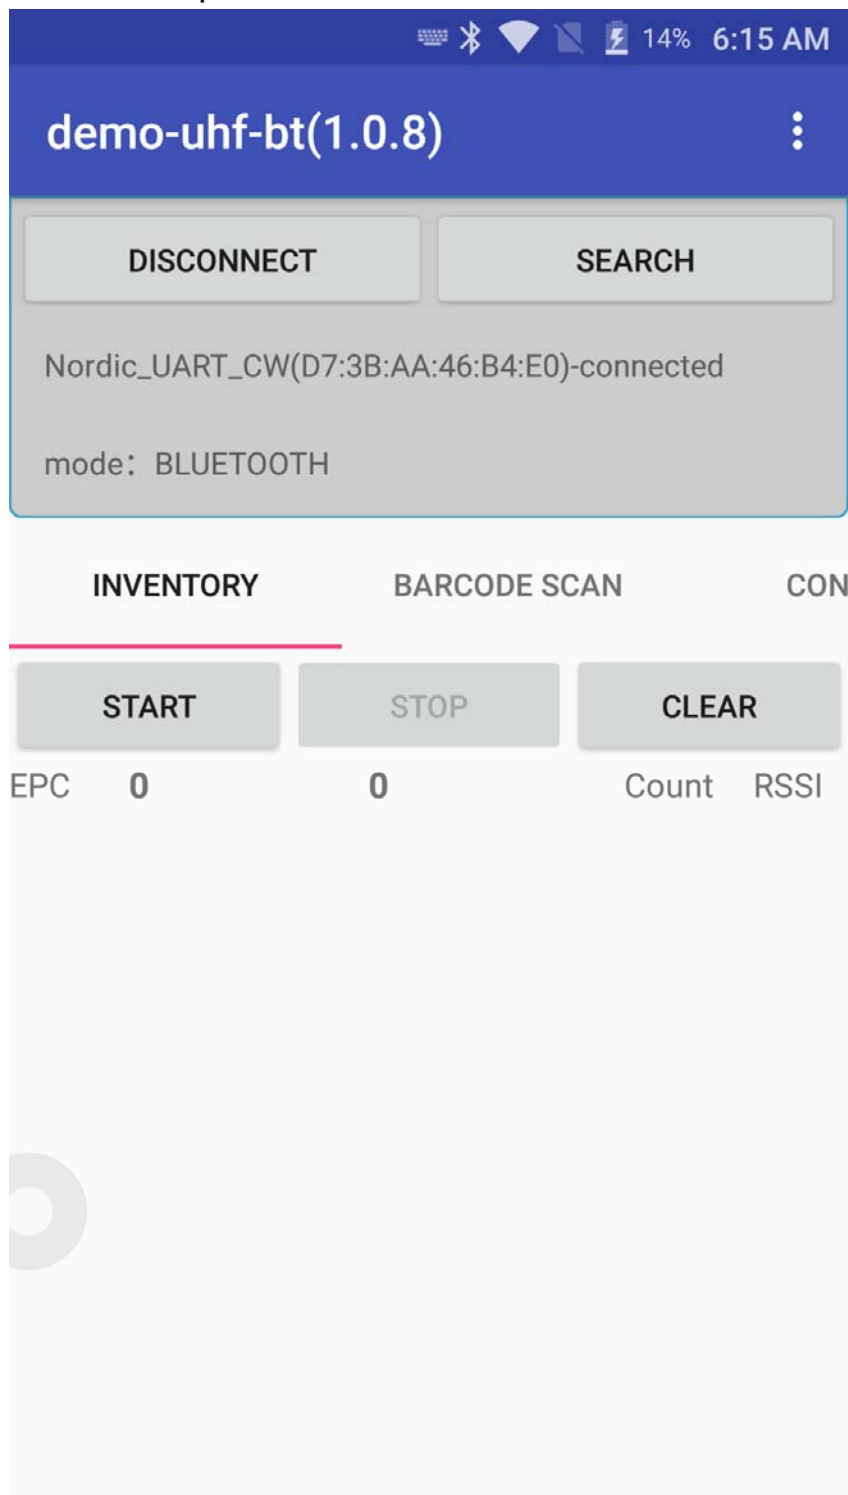 14% 6:15 AM
demo-uhf-bt(1.0.8)
DISCONNECT SEARCH
Nordic_UART_CW(D7:3B:AA:46:B4:E0)-connected
mode：BLUETOOTH
INVENTORY BARCODE SCAN CON
START STOP CLEAR
EPC 0 0 Count RSSI